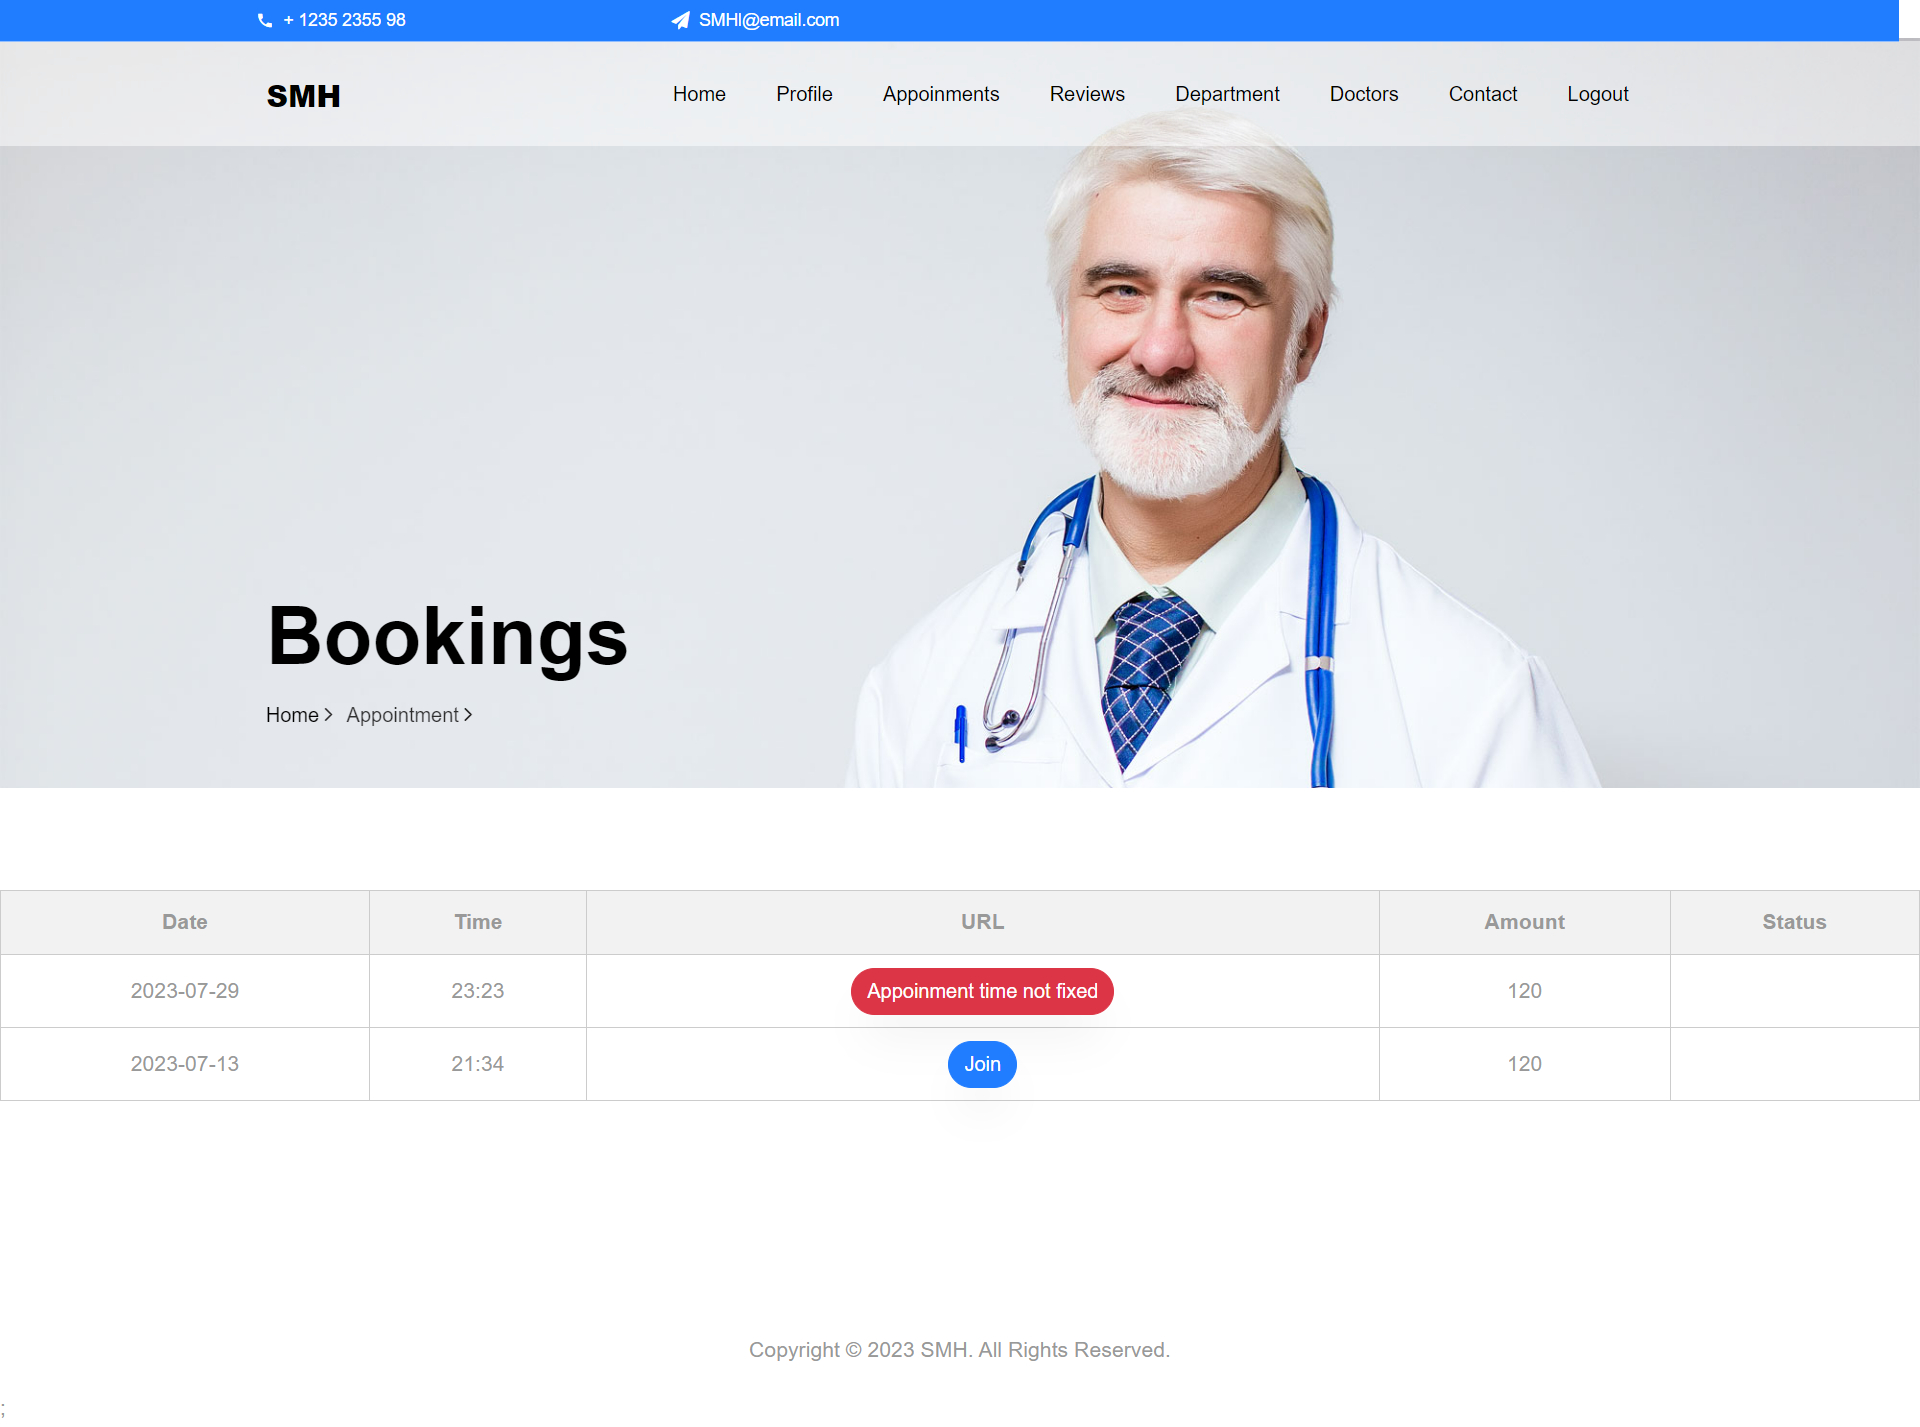 + 1235 2355 98 SMHI@email.com
SMH Home Profile Appoinments Reviews Department Doctors Contact Logout
Bookings
Home Appointment
Date Time URL Amount Status
2023-07-29 23:23 Appoinment time not fixed 120
2023-07-13 21:34 Join 120
Copyright © 2023 SMH. All Rights Reserved.
;